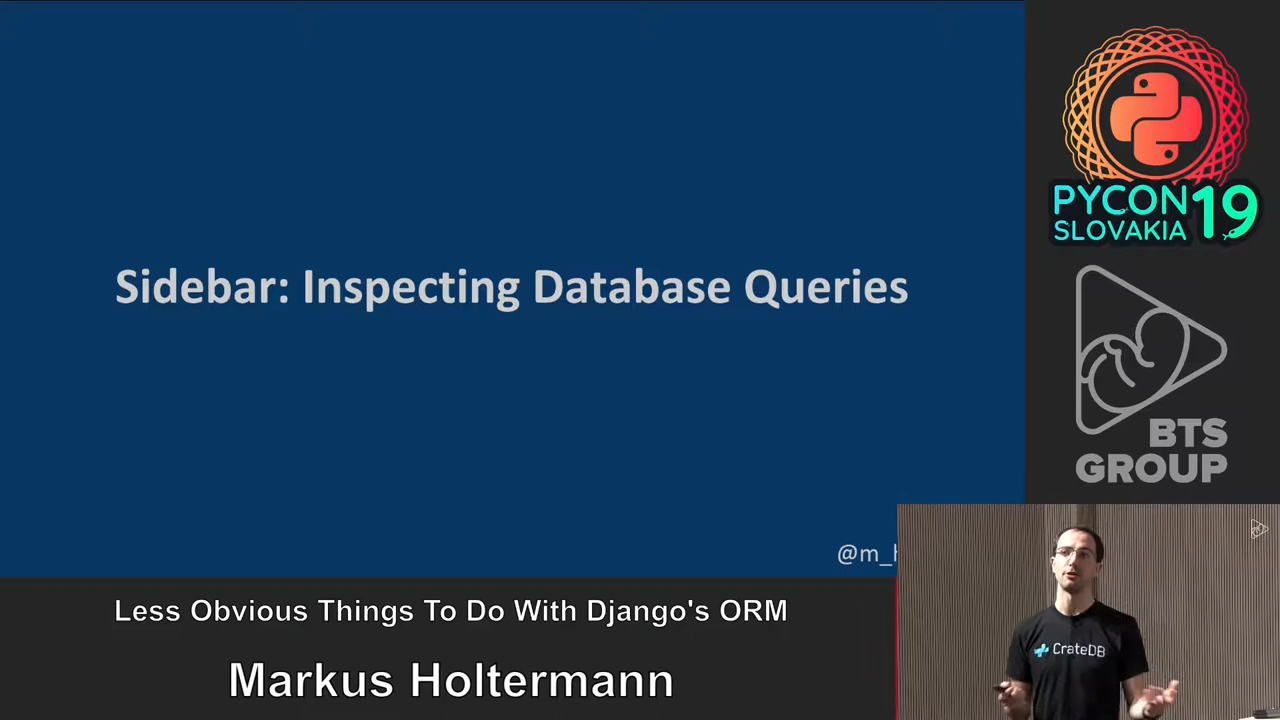 Sidebar: Inspecting Database Queries
@m_
PYCON 19
SLOVAKIA
BTS
GROUP
CrateDB
Less Obvious Things To Do With Django's ORM
Markus Holtermann